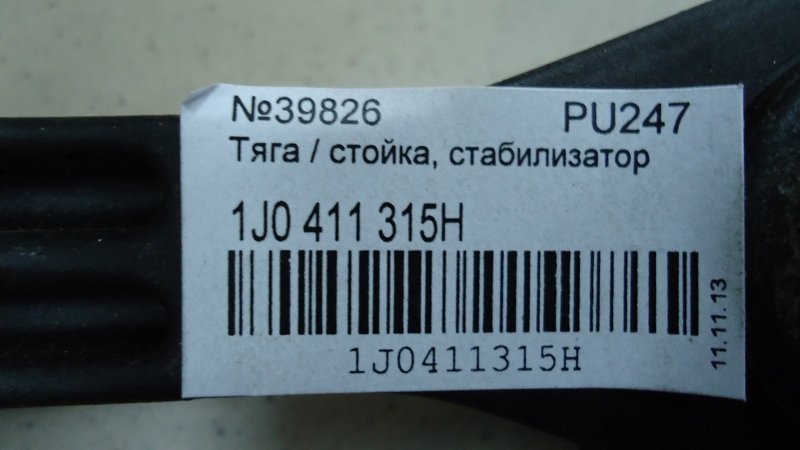 №39826 PU247
Тяга / стойка, стабилизатор
1J0 411 315H
1J0411315H
11.11.13